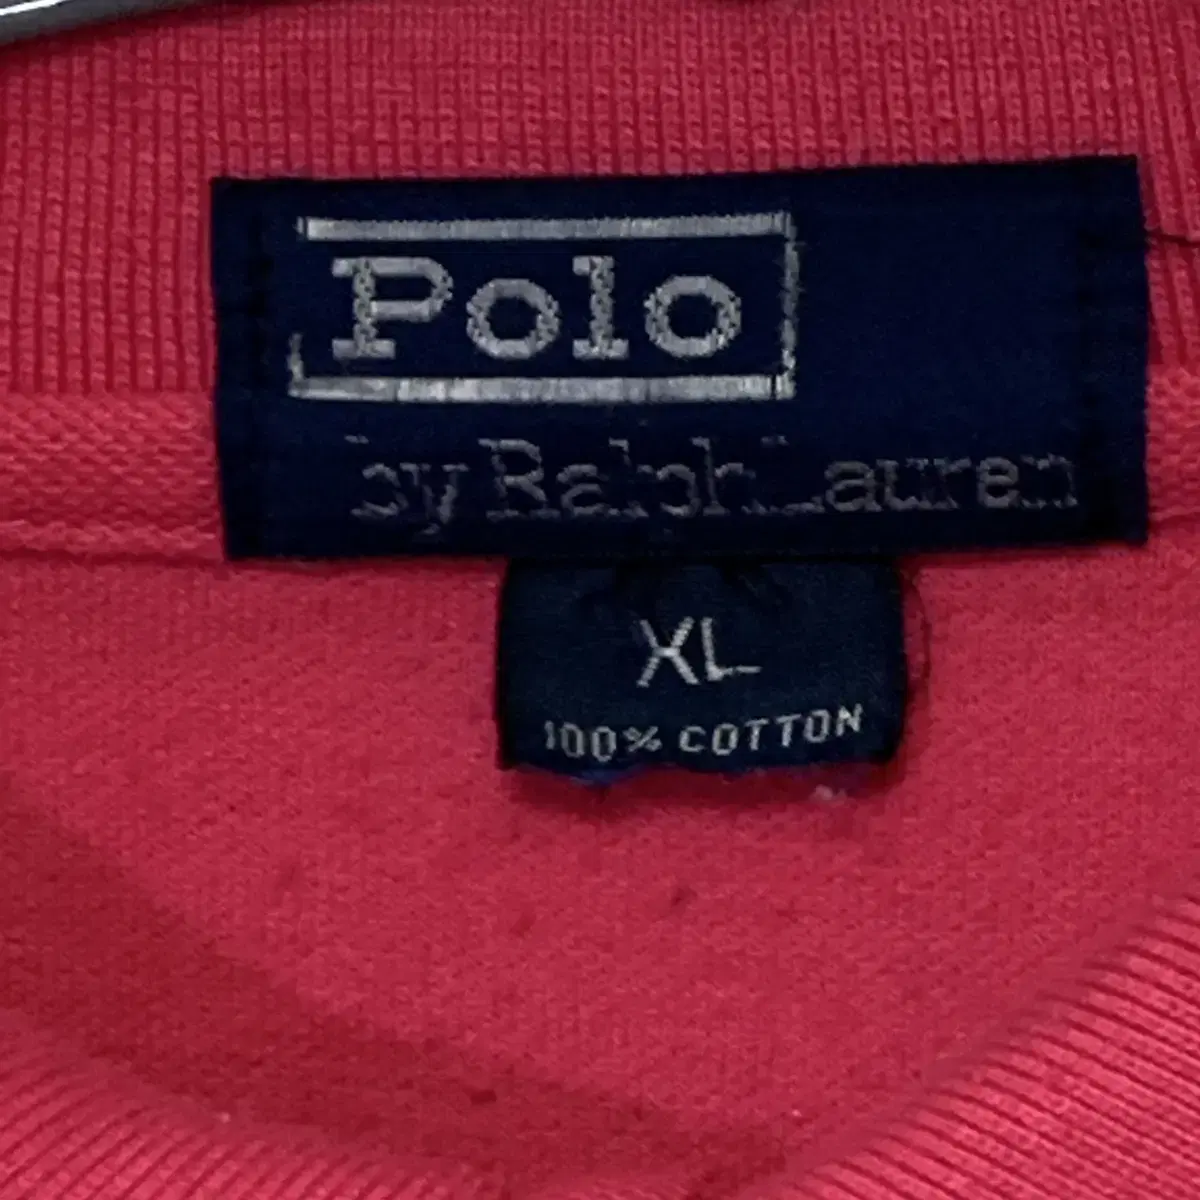 Polo
by Ralph Lauren
XL
100% COTTON